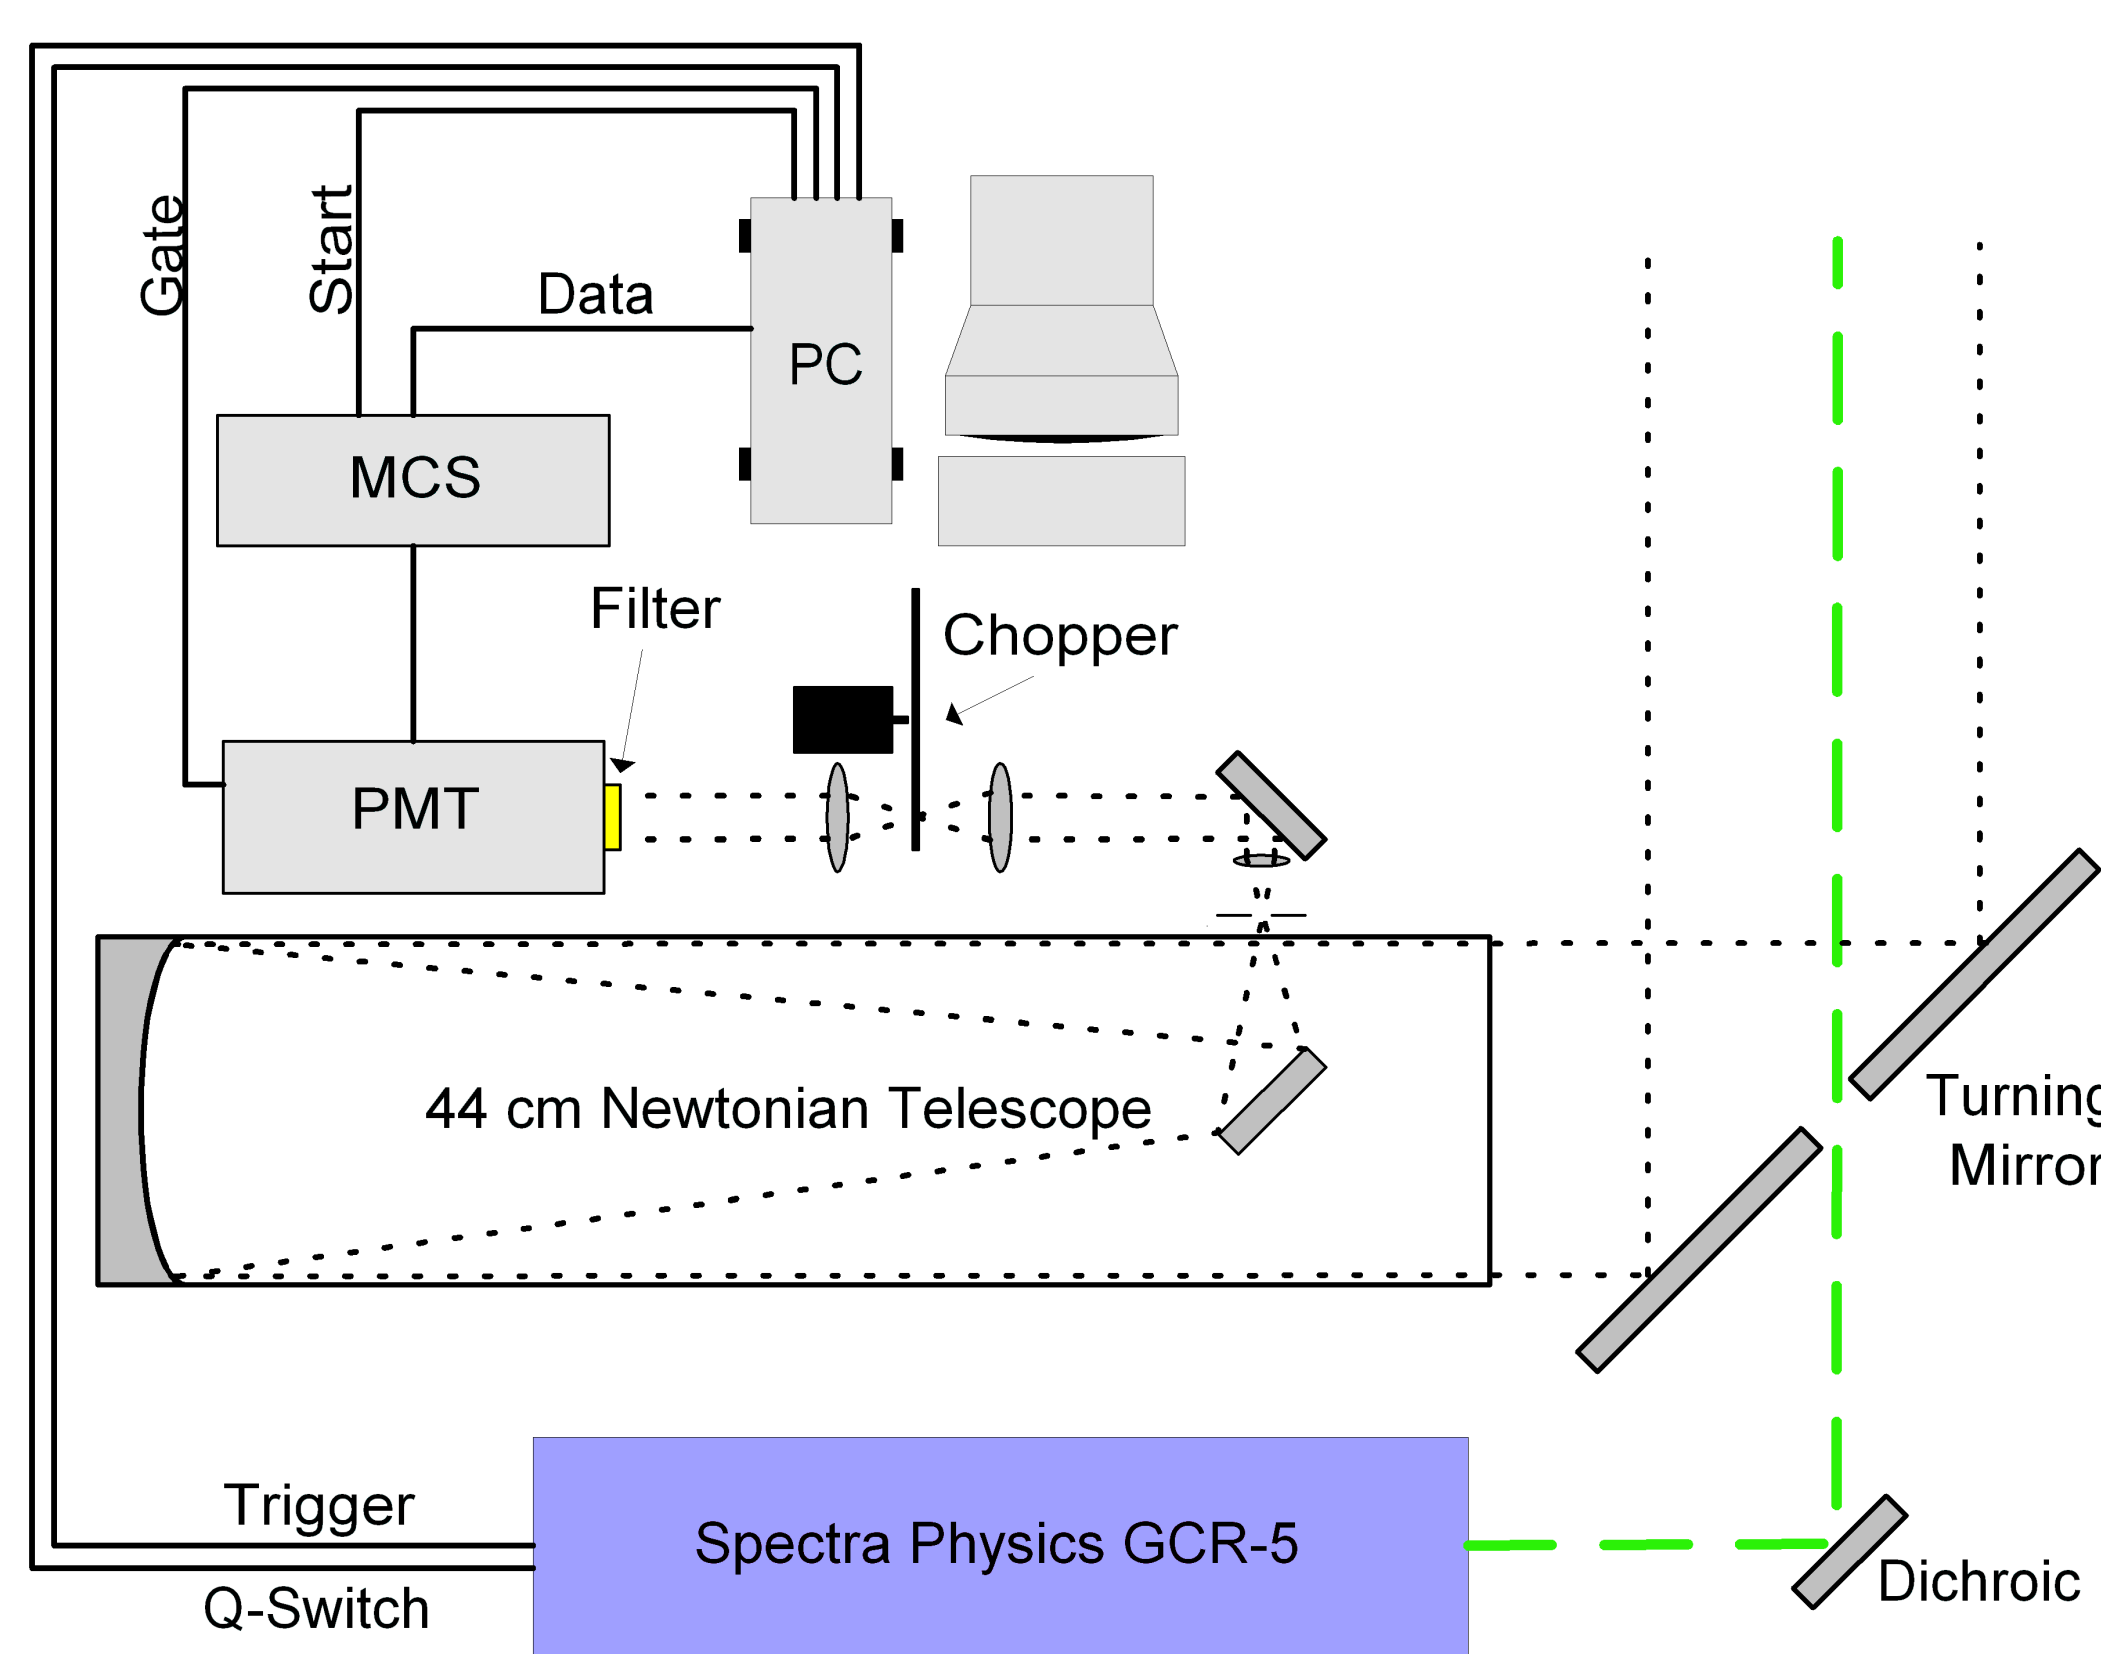 Gate
Start
Data
PC
MCS
Filter
Chopper
PMT
44 cm Newtonian Telescope
Turning
Mirror
Trigger
Spectra Physics GCR-5
Dichroic
Q-Switch